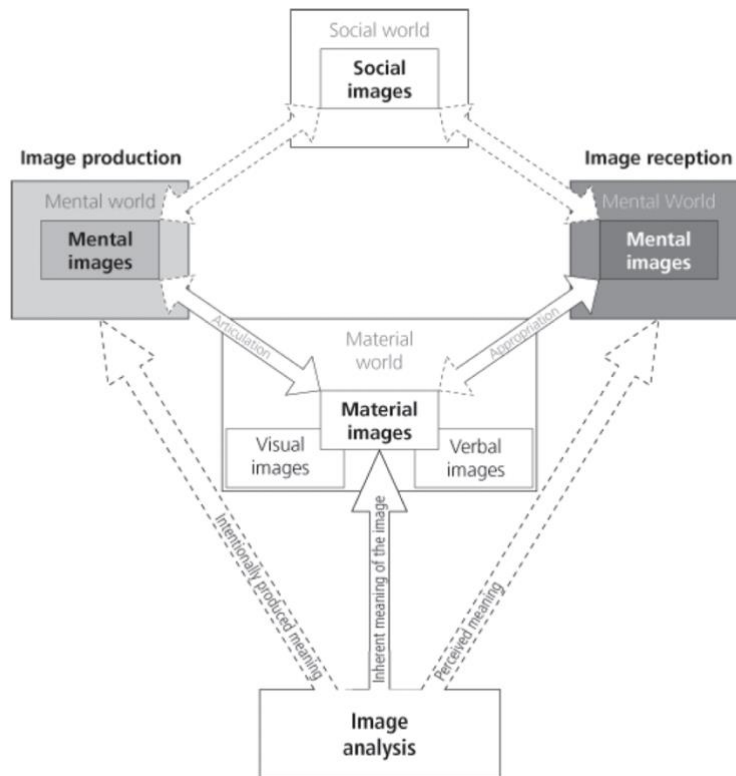 Social world
Social
images
Image production
Image reception
Mental world
Mental
images
Mental World
Mental
images
Articulation
Appropriation
Material
world
Material
images
Visual
images
Verbal
images
Intentionally produced meaning
Inherent meaning of the image
Perceived meaning
Image
analysis